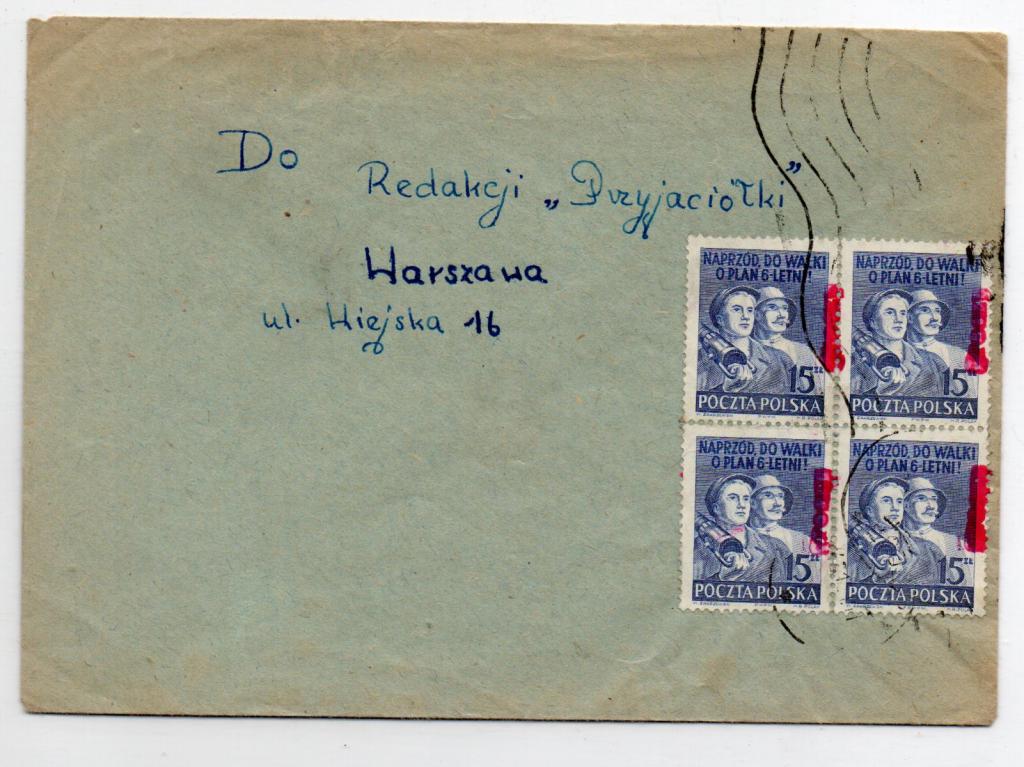 Do
Redakcji „Przyjaciółki”
Warszawa
ul. Wiejska 16
NAPRZÓD, DO WALKI
O PLAN 6-LETNI!
15 zł
POCZTA POLSKA
NAPRZÓD, DO WALKI
O PLAN 6-LETNI!
15 zł
POCZTA POLSKA
NAPRZÓD, DO WALKI
O PLAN 6-LETNI!
15 zł
POCZTA POLSKA
NAPRZÓD, DO WALKI
O PLAN 6-LETNI!
15 zł
POCZTA POLSKA